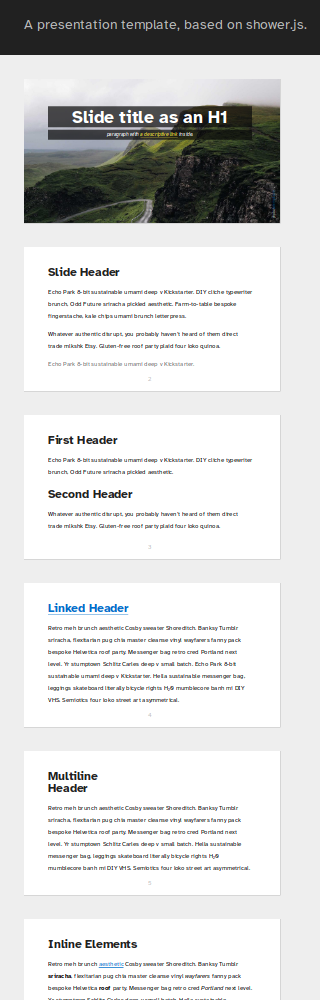 A presentation template, based on shower.js.
Slide title as an H1
paragraph with a descriptive link inside.
Slide Header
Echo Park 8-bit sustainable umami deep v Kickstarter. DIY cliche typewriter
brunch. Odd Future sriracha pickled aesthetic. Farm-to-table bespoke
fingerstache, kale chips umami brunch letterpress.
Whatever authentic disrupt, you probably haven't heard of them direct
trade mlkshk Etsy. Gluten-free roof party plaid four loko quinoa.
Echo Park 8-bit sustainable umami deep v Kickstarter.
2
First Header
Echo Park 8-bit sustainable umami deep v Kickstarter. DIY cliche typewriter
brunch. Odd Future sriracha pickled aesthetic.
Second Header
Whatever authentic disrupt, you probably haven't heard of them direct
trade mlkshk Etsy. Gluten-free roof party plaid four loko quinoa.
3
Linked Header
Retro meh brunch aesthetic Cosby sweater Shoreditch. Banksy Tumblr
sriracha, flexitarian pug chia master cleanse vinyl wayfarers fanny pack
bespoke Helvetica roof party. Messenger bag retro cred Portland next
level. Yr stumptown Schlitz Carles deep v small batch. Echo Park 8-bit
sustainable umami deep v Kickstarter. Hella sustainable messenger bag,
leggings skateboard literally bicycle rights H₂O mumblecore banh mi DIY
VHS. Semiotics four loko street art asymmetrical.
4
Multiline
Header
Retro meh brunch aesthetic Cosby sweater Shoreditch. Banksy Tumblr
sriracha, flexitarian pug chia master cleanse vinyl wayfarers fanny pack
bespoke Helvetica roof party. Messenger bag retro cred Portland next
level. Yr stumptown Schlitz Carles deep v small batch. Hella sustainable
messenger bag, leggings skateboard literally bicycle rights H₂O
mumblecore banh mi DIY VHS. Semiotics four loko street art asymmetrical.
5
Inline Elements
Retro meh brunch aesthetic Cosby sweater Shoreditch. Banksy Tumblr
sriracha, flexitarian pug chia master cleanse vinyl wayfarers fanny pack
bespoke Helvetica roof party. Messenger bag retro cred Portland next level.